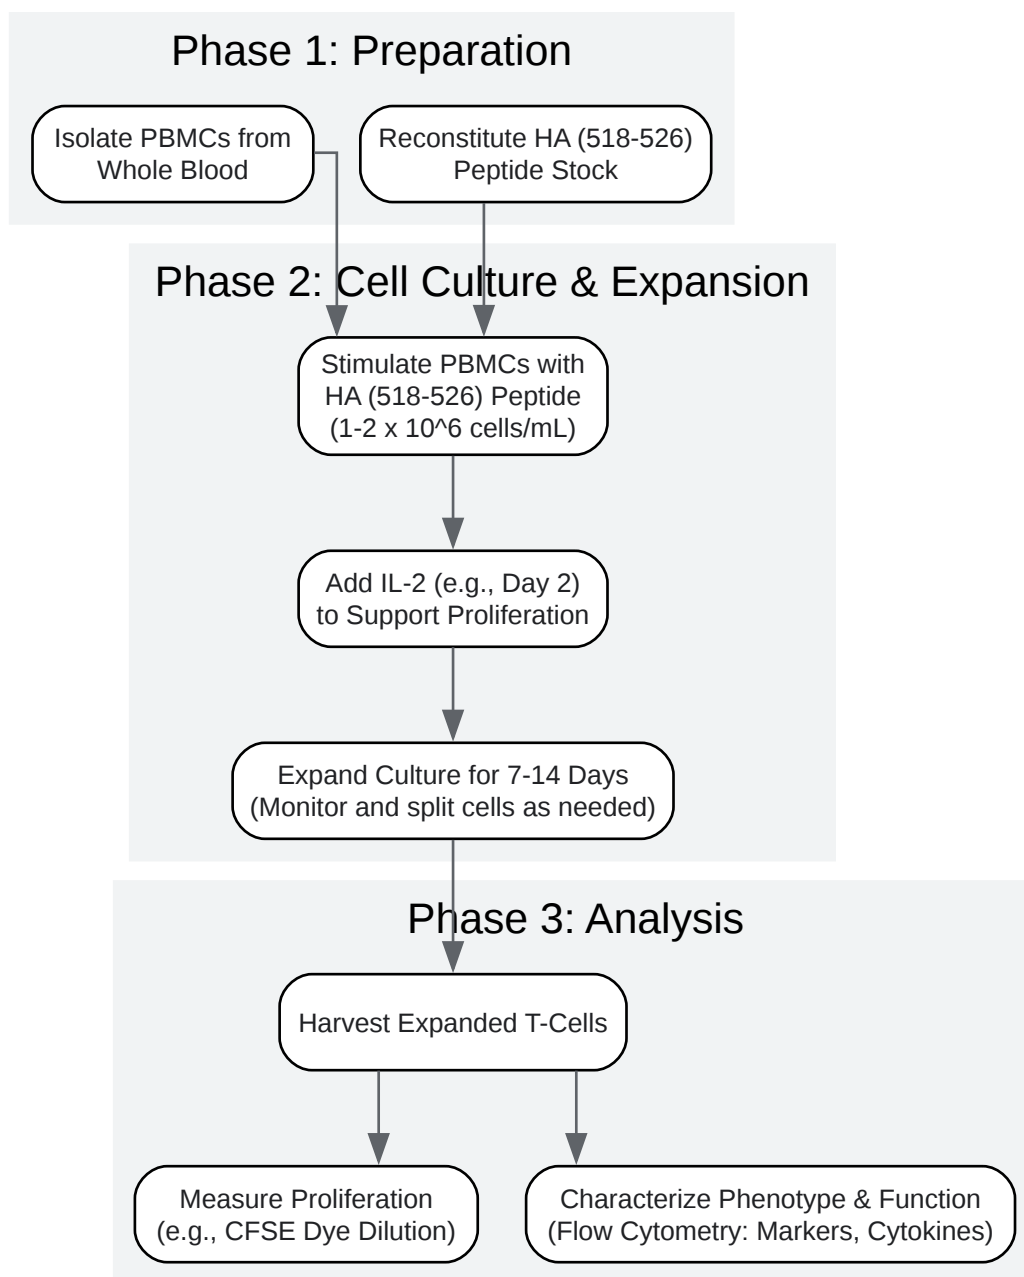 Phase 1: Preparation
Isolate PBMCs from
Whole Blood
Reconstitute HA (518-526)
Peptide Stock
Phase 2: Cell Culture & Expansion
Stimulate PBMCs with
HA (518-526) Peptide
(1-2 x 10^6 cells/mL)
Add IL-2 (e.g., Day 2)
to Support Proliferation
Expand Culture for 7-14 Days
(Monitor and split cells as needed)
Phase 3: Analysis
Harvest Expanded T-Cells
Measure Proliferation
(e.g., CFSE Dye Dilution)
Characterize Phenotype & Function
(Flow Cytometry: Markers, Cytokines)